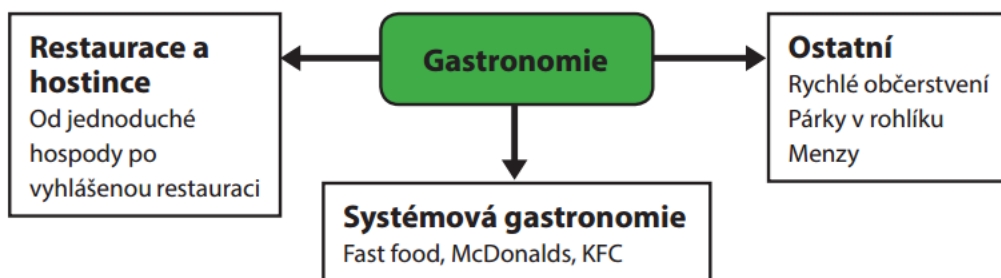 Gastronomie
Restaurace a
hostince
Od jednoduché
hospody po
vyhlášenou restauraci
Systémová gastronomie
Fast food, McDonalds, KFC
Ostatní
Rychlé občerstvení
Párky v rohlíku
Menzy